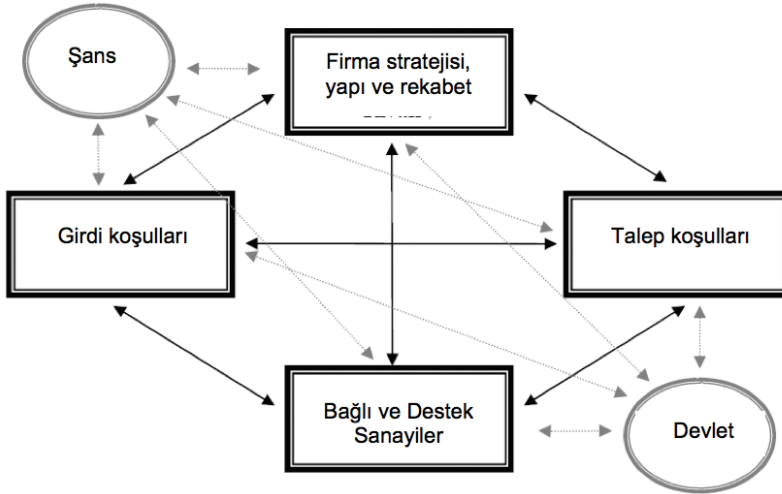 Şans
Firma stratejisi,
yapı ve rekabet
Girdi koşulları
Talep koşulları
Bağlı ve Destek
Sanayiler
Devlet